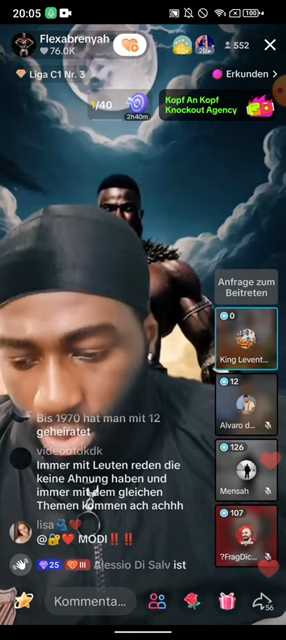 20:05
100
Flexabrenyah
76.0K
552
Liga C1 Nr. 3
Erkunden >
/40
2h40m
Kopf An Kopf
Knockout Agency
Anfrage zum
Beitreten
0
King Levent...
12
Alvaro d...
126
Mensah
107
?FragDic...
Bis 1970 hat man mit 12
geheiratet
videootdkdk
Immer mit Leuten reden die
keine Ahnung haben und
immer mit dem gleichen
Themen kommen ach achhh
lisa
@🔐❤️ MODI‼️‼️
25 III Alessio Di Salv ist
Kommenta...
56